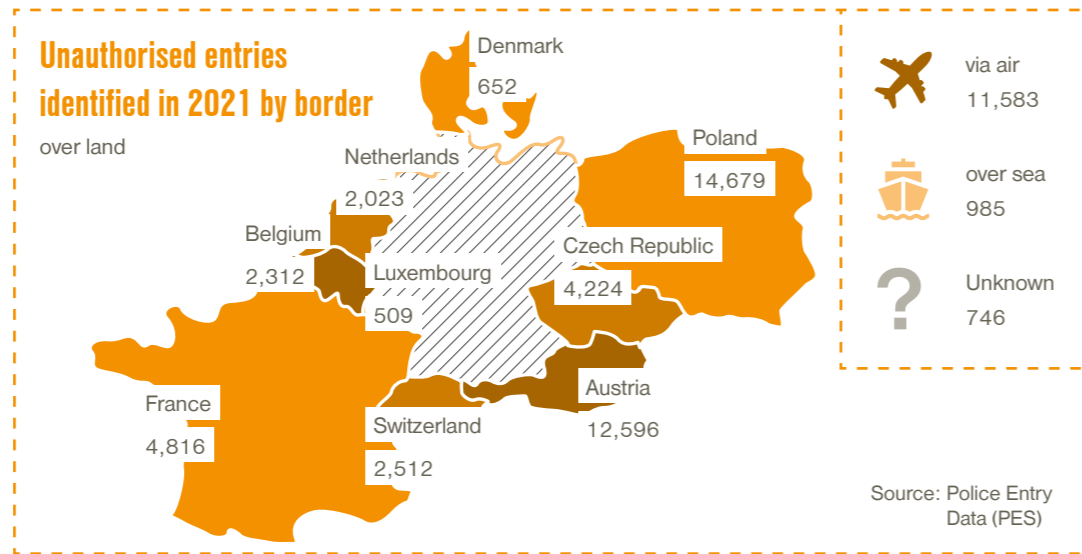 Unauthorised entries
identified in 2021 by border
over land
Denmark
652
Netherlands
2,023
Poland
14,679
Belgium
2,312
Luxembourg
509
Czech Republic
4,224
France
4,816
Switzerland
2,512
Austria
12,596
via air
11,583
over sea
985
?
Unknown
746
Source: Police Entry
Data (PES)